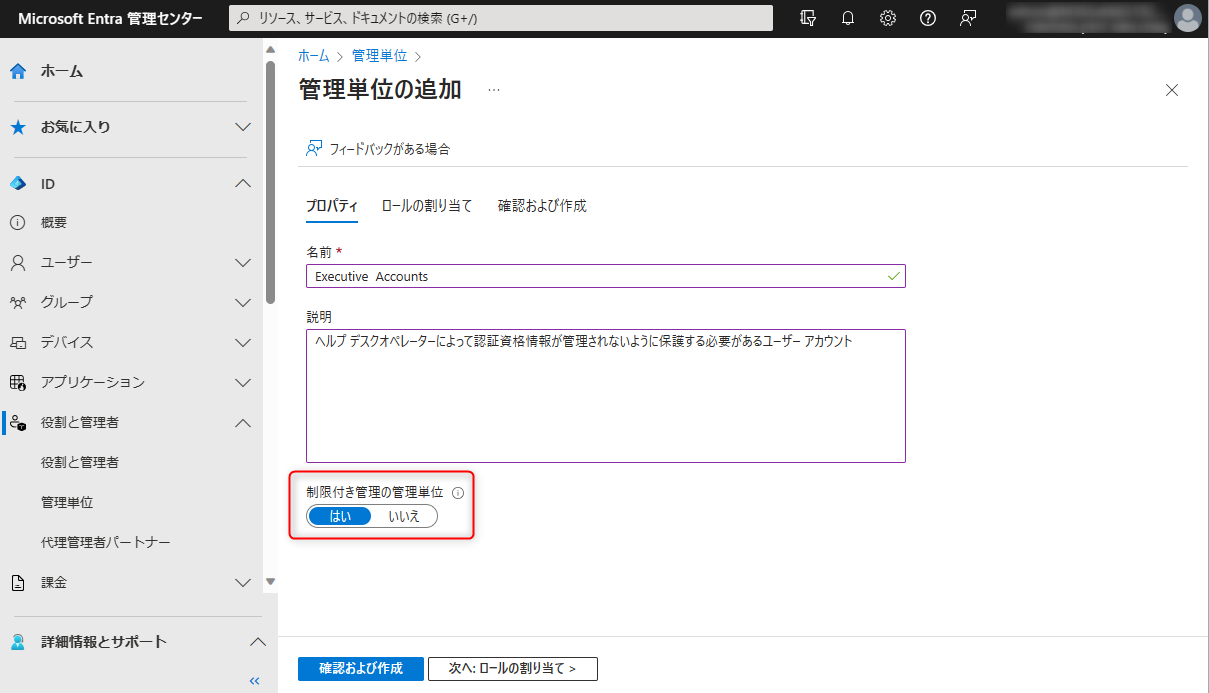 Microsoft Entra 管理センター
リソース、サービス、ドキュメントの検索 (G+/)
ホーム
お気に入り
ID
概要
ユーザー
グループ
デバイス
アプリケーション
役割と管理者
役割と管理者
管理単位
代理管理者パートナー
課金
詳細情報とサポート
«
ホーム > 管理単位 >
管理単位の追加 …
フィードバックがある場合
プロパティ ロールの割り当て 確認および作成
名前 *
Executive Accounts
説明
ヘルプ デスクオペレーターによって認証資格情報が管理されないように保護する必要があるユーザー アカウント
制限付き管理の管理単位
はい いいえ
確認および作成 次へ: ロールの割り当て >